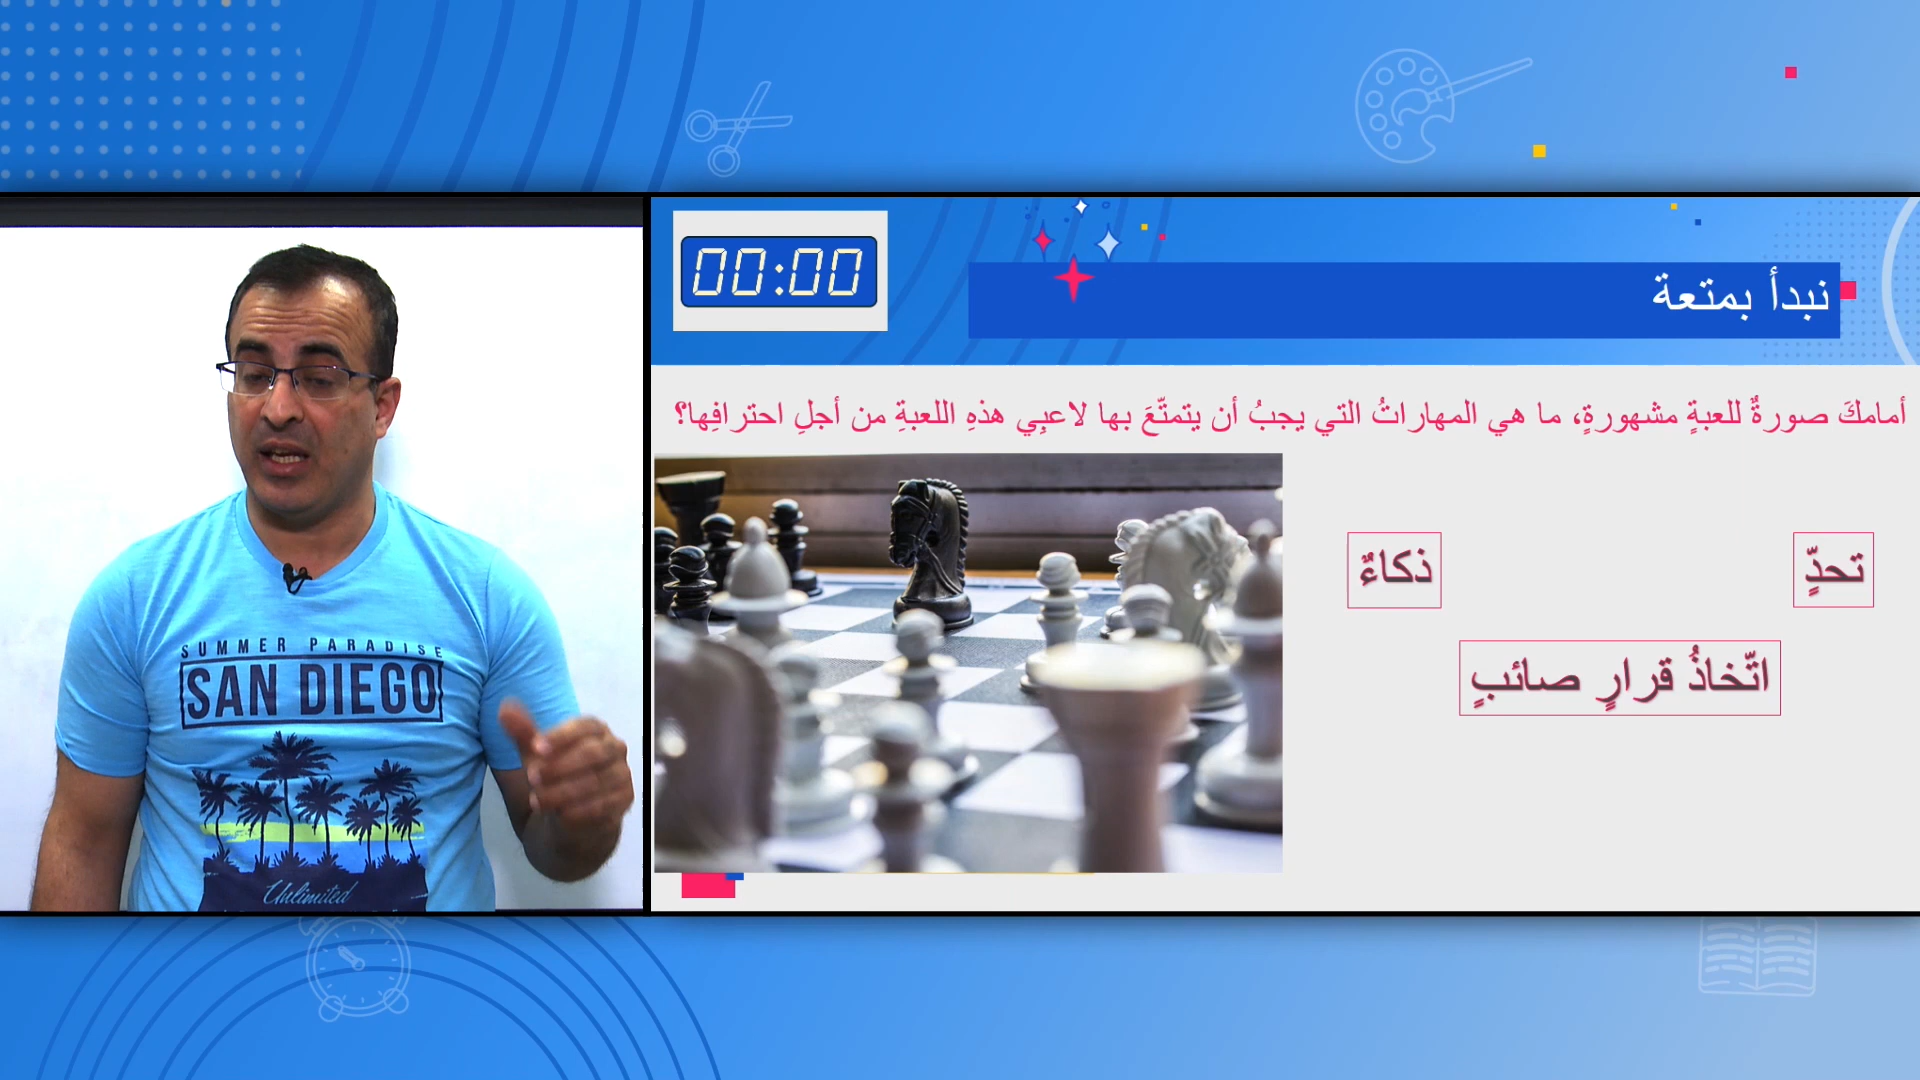 00:00
نبدأ بمتعة
أمامكَ صورةٌ للعبةٍ مشهورةٍ، ما هي المهاراتُ التي يجبُ أن يتمتّعَ بها لاعبِي هذهِ اللعبةِ من أجلِ احترافِها؟
تحدٍّ
ذكاءٌ
اتّخاذُ قرارٍ صائبٍ
SUMMER PARADISE
SAN DIEGO
Unlimited